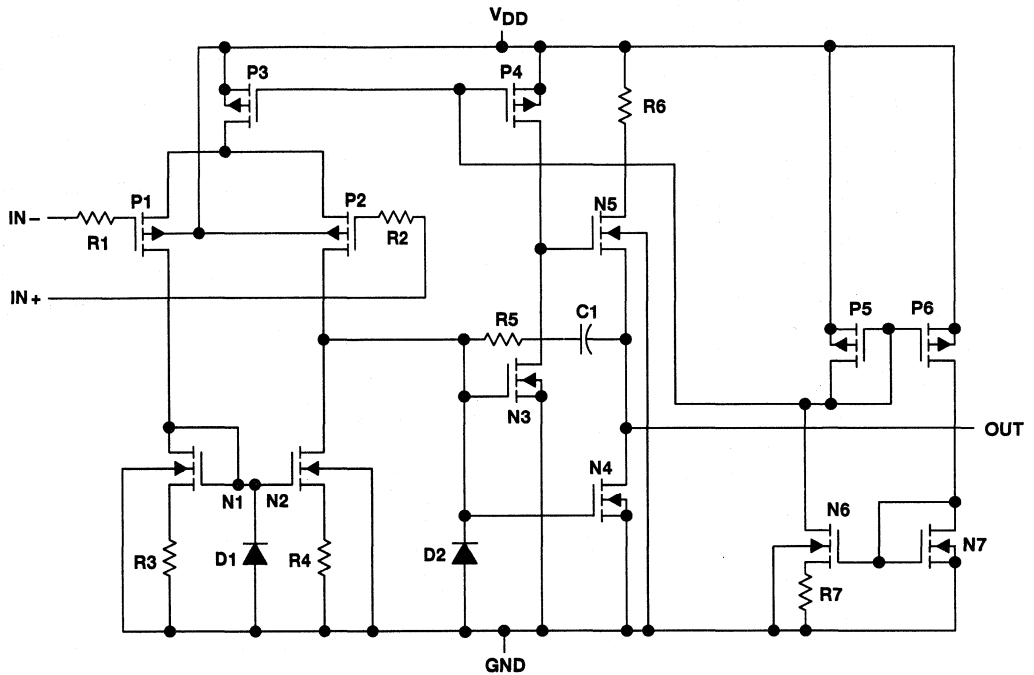 VDD
P3
P4
R6
P1
P2
N5
IN−
R1
R2
IN+
R5
C1
P5
P6
N3
OUT
N1
N2
N4
N6
N7
R3
D1
R4
D2
R7
GND